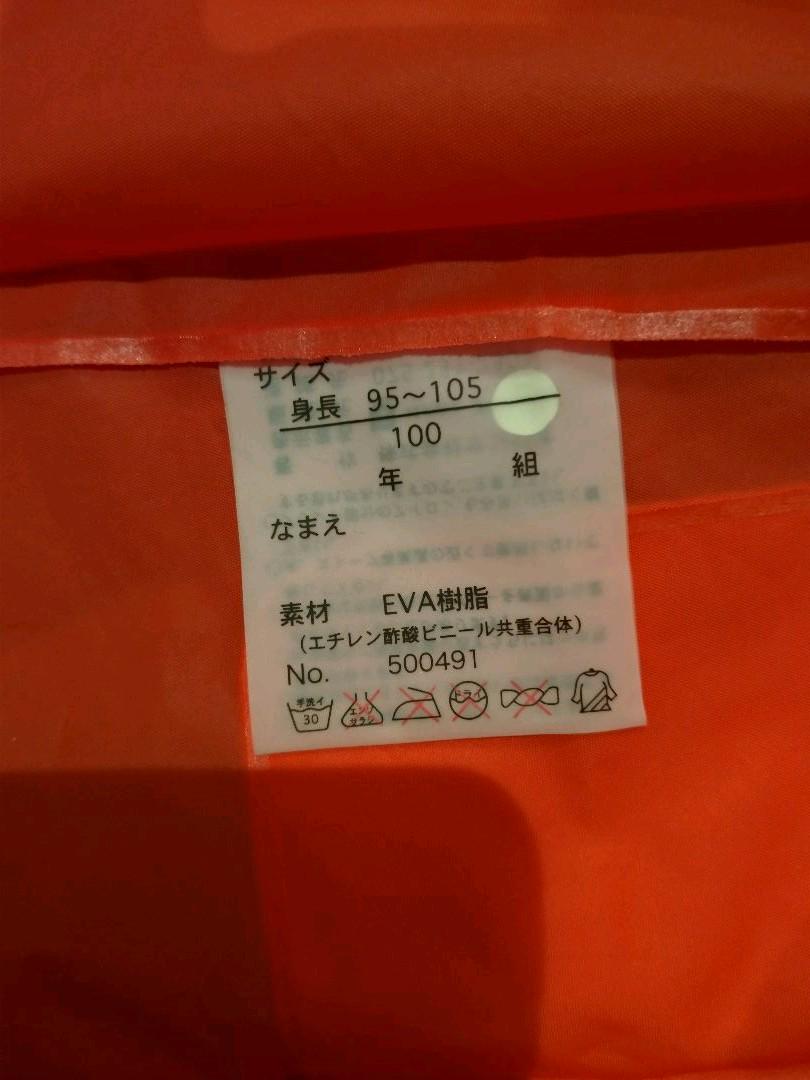 サイズ
身長 95〜105
100
年 組
なまえ
素材 EVA樹脂
(エチレン酢酸ビニール共重合体)
No. 500491
手洗イ 30 エンソサラシ ドライ